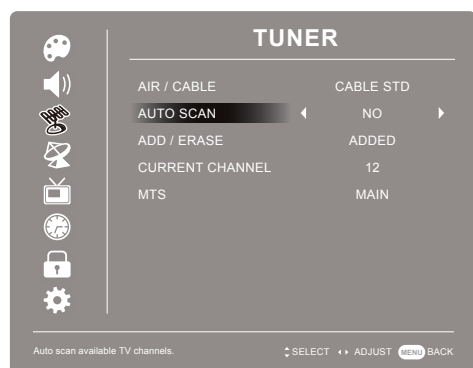 TUNER
AIR / CABLE CABLE STD
AUTO SCAN NO
ADD / ERASE ADDED
CURRENT CHANNEL 12
MTS MAIN
Auto scan available TV channels. SELECT ADJUST MENU BACK